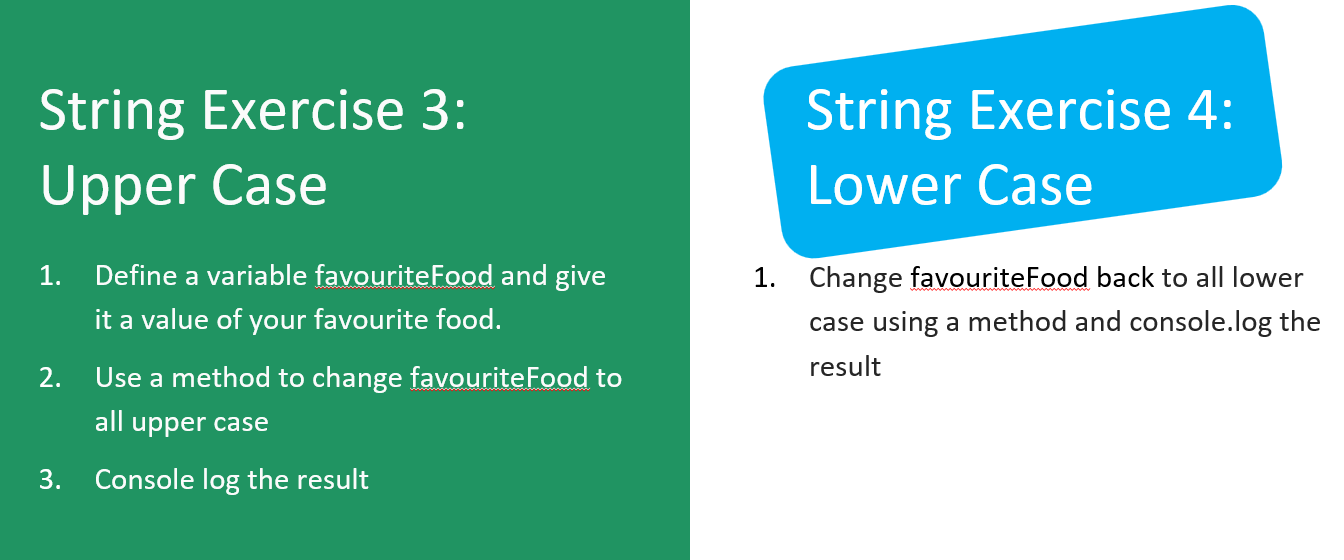 String Exercise 3:
Upper Case
1. Define a variable favouriteFood and give
it a value of your favourite food.
2. Use a method to change favouriteFood to
all upper case
3. Console log the result
String Exercise 4:
Lower Case
1. Change favouriteFood back to all lower
case using a method and console.log the
result